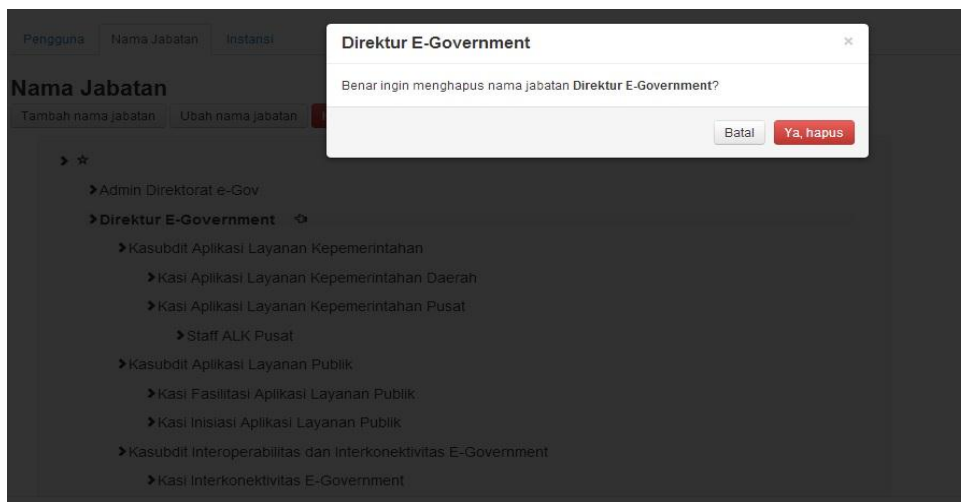 Pengguna
Nama Jabatan
Instansi
Direktur E-Government
×
Nama Jabatan
Benar ingin menghapus nama jabatan Direktur E-Government?
Tambah nama jabatan
Ubah nama jabatan
Batal
Ya, hapus
Admin Direktorat e-Gov
Direktur E-Government
Kasubdit Aplikasi Layanan Kepemerintahan
Kasi Aplikasi Layanan Kepemerintahan Daerah
Kasi Aplikasi Layanan Kepemerintahan Pusat
Staff ALK Pusat
Kasubdit Aplikasi Layanan Publik
Kasi Fasilitasi Aplikasi Layanan Publik
Kasi Inisiasi Aplikasi Layanan Publik
Kasubdit Interoperabilitas dan Interkonektivitas E-Government
Kasi Interkonektivitas E-Government